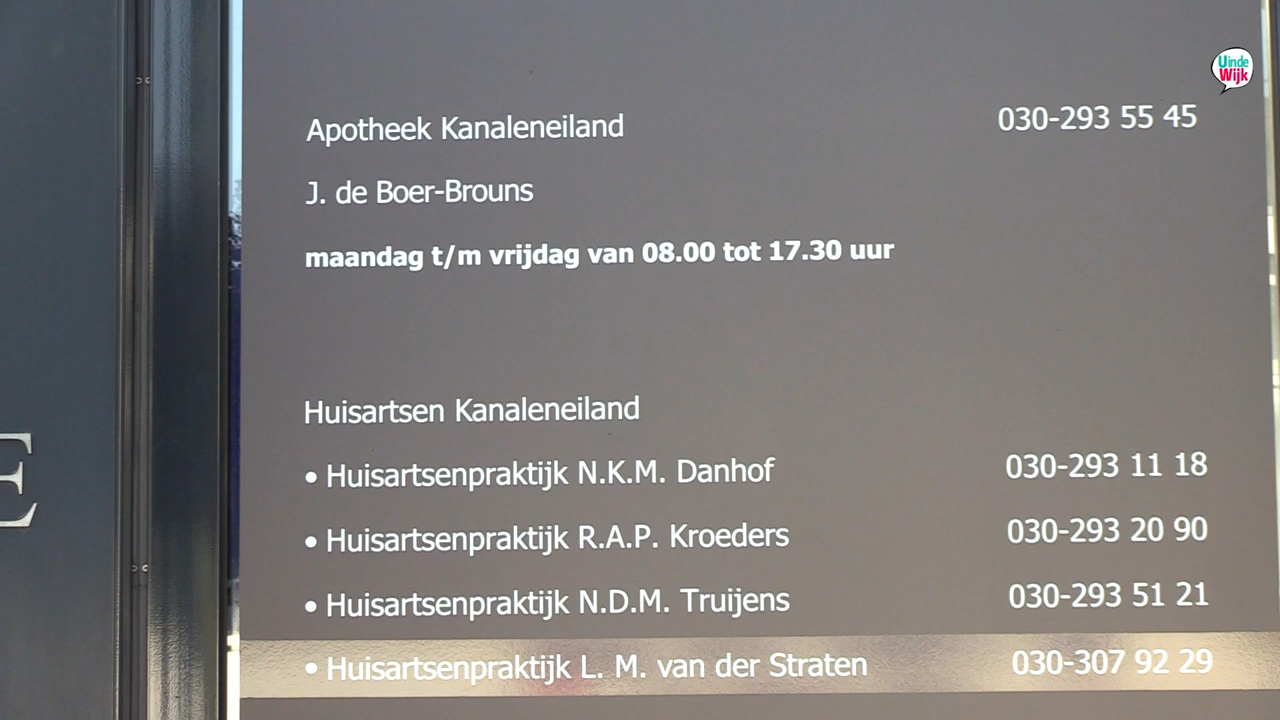 Uinde
Wijk
Apotheek Kanaleneiland 030-293 55 45
J. de Boer-Brouns
maandag t/m vrijdag van 08.00 tot 17.30 uur
Huisartsen Kanaleneiland
• Huisartsenpraktijk N.K.M. Danhof 030-293 11 18
• Huisartsenpraktijk R.A.P. Kroeders 030-293 20 90
• Huisartsenpraktijk N.D.M. Truijens 030-293 51 21
• Huisartsenpraktijk L. M. van der Straten 030-307 92 29
E